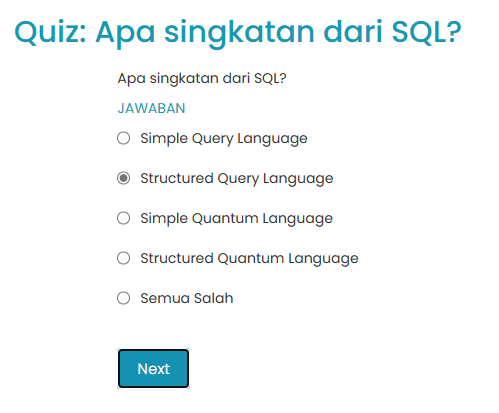 Quiz: Apa singkatan dari SQL?
Apa singkatan dari SQL?
JAWABAN
Simple Query Language
Structured Query Language
Simple Quantum Language
Structured Quantum Language
Semua Salah
Next